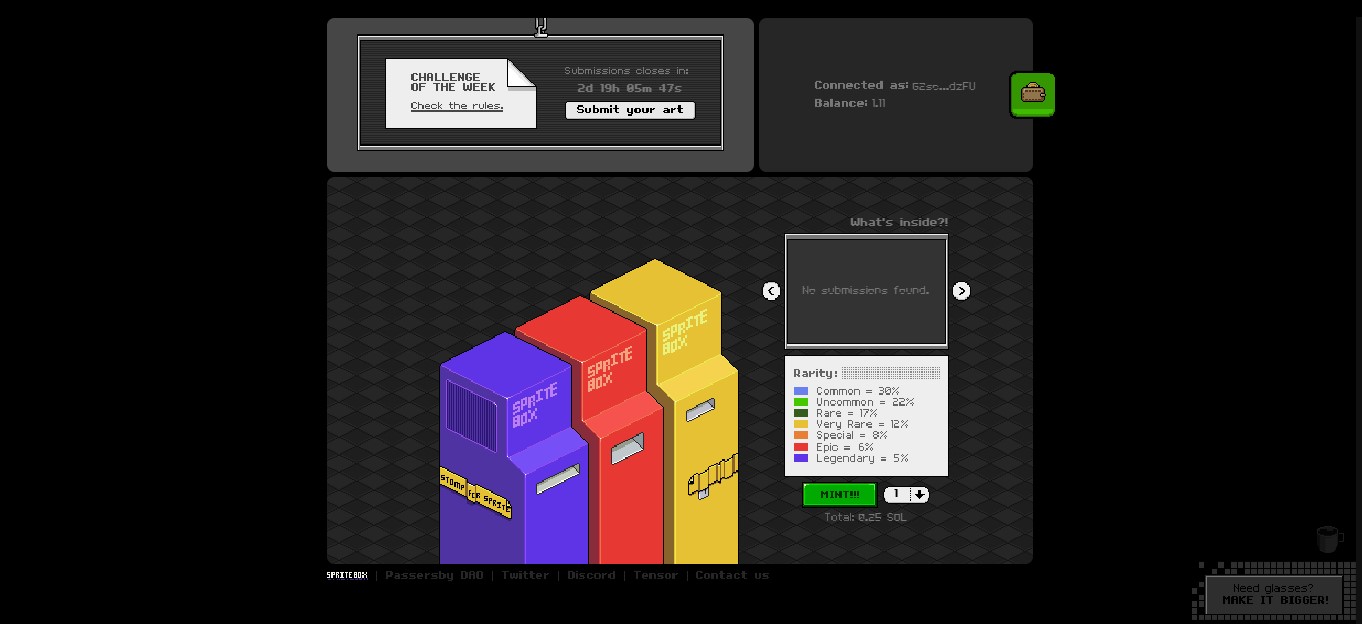 CHALLENGE
OF THE WEEK
Check the rules.
Submissions closes in:
2d 19h 05m 47s
Submit your art
Connected as:
Balance: 1.11
What's inside?!
No submissions found.
SPRITE
BOX
SPRITE
BOX
SPRITE
BOX
STOMP FOR SPRITE
Rarity:
Common = 30%
Uncommon = 22%
Rare = 17%
Very Rare = 12%
Special = 8%
Epic = 6%
Legendary = 5%
MINT!!!
1
Total: 0.25 SOL
SPRITEBOX | Passersby DAO | Twitter | Discord | Tensor | Contact us
Need glasses?
MAKE IT BIGGER!